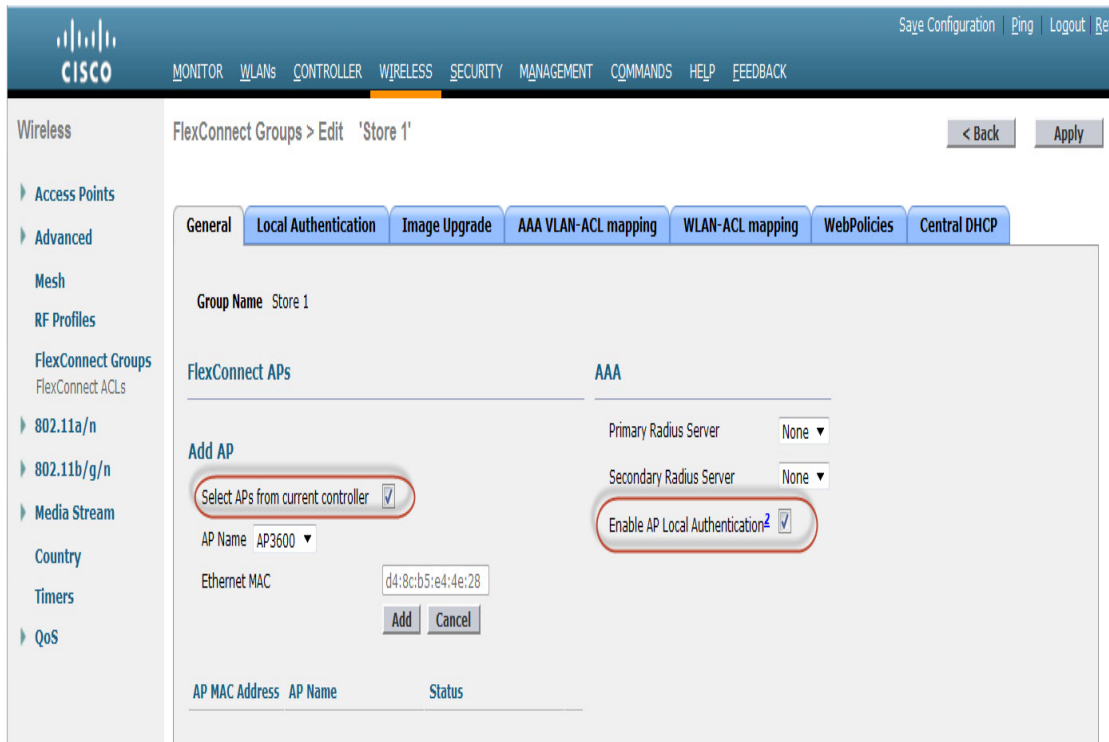 Save Configuration | Ping | Logout | Re
CISCO
MONITOR WLANs CONTROLLER WIRELESS SECURITY MANAGEMENT COMMANDS HELP FEEDBACK
Wireless
FlexConnect Groups > Edit 'Store 1'
< Back
Apply
Access Points
Advanced
Mesh
RF Profiles
FlexConnect Groups
FlexConnect ACLs
802.11a/n
802.11b/g/n
Media Stream
Country
Timers
QoS
General
Local Authentication
Image Upgrade
AAA VLAN-ACL mapping
WLAN-ACL mapping
WebPolicies
Central DHCP
Group Name Store 1
FlexConnect APs
Add AP
Select APs from current controller
AP Name AP3600
Ethernet MAC d4:8c:b5:e4:4e:28
Add Cancel
AP MAC Address AP Name Status
AAA
Primary Radius Server None
Secondary Radius Server None
Enable AP Local Authentication2